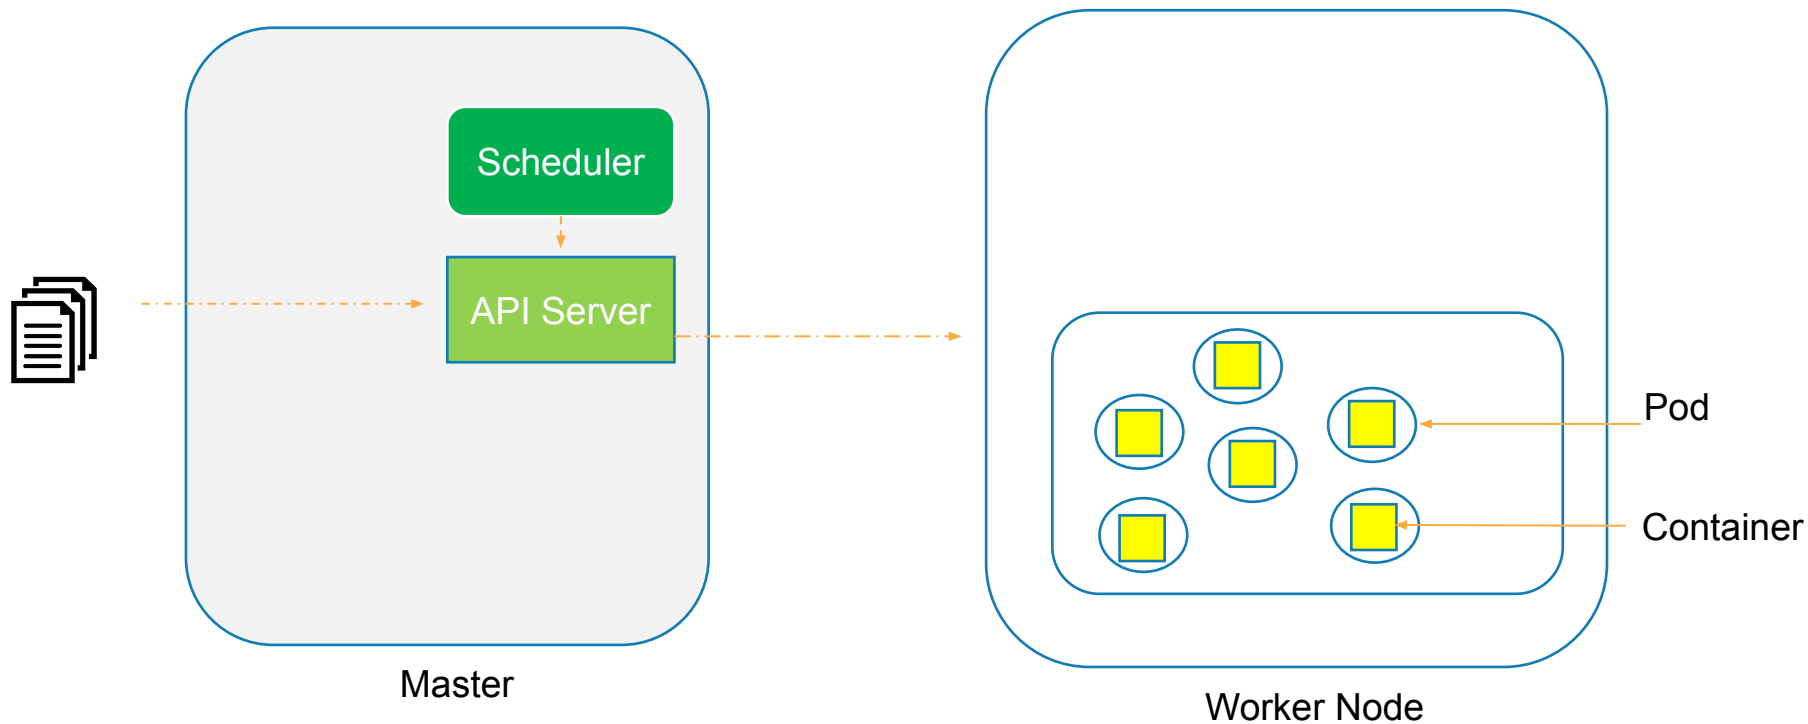 Scheduler
API Server
Pod
Container
Master
Worker Node